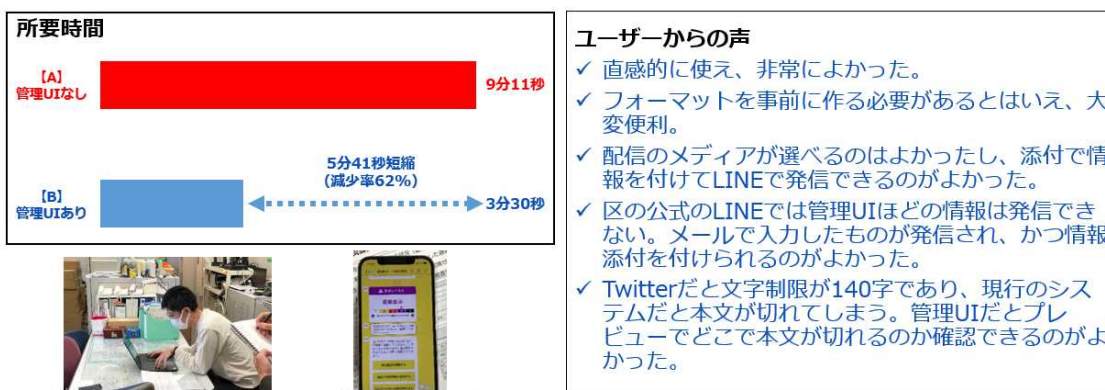 所要時間
【A】
管理UIなし
9分11秒
5分41秒短縮
(減少率62%)
【B】
管理UIあり
3分30秒
ユーザーからの声
✓ 直感的に使え、非常によかった。
✓ フォーマットを事前に作る必要があるとはいえ、大
変便利。
✓ 配信のメディアが選べるのはよかったし、添付で情
報を付けてLINEで発信できるのがよかった。
✓ 区の公式のLINEでは管理UIほどの情報は発信でき
ない。メールで入力したものが発信され、かつ情報
添付を付けられるのがよかった。
✓ Twitterだと文字制限が140字であり、現行のシス
テムだと本文が切れてしまう。管理UIだとプレ
ビューでどこで本文が切れるのか確認できるのがよ
かった。